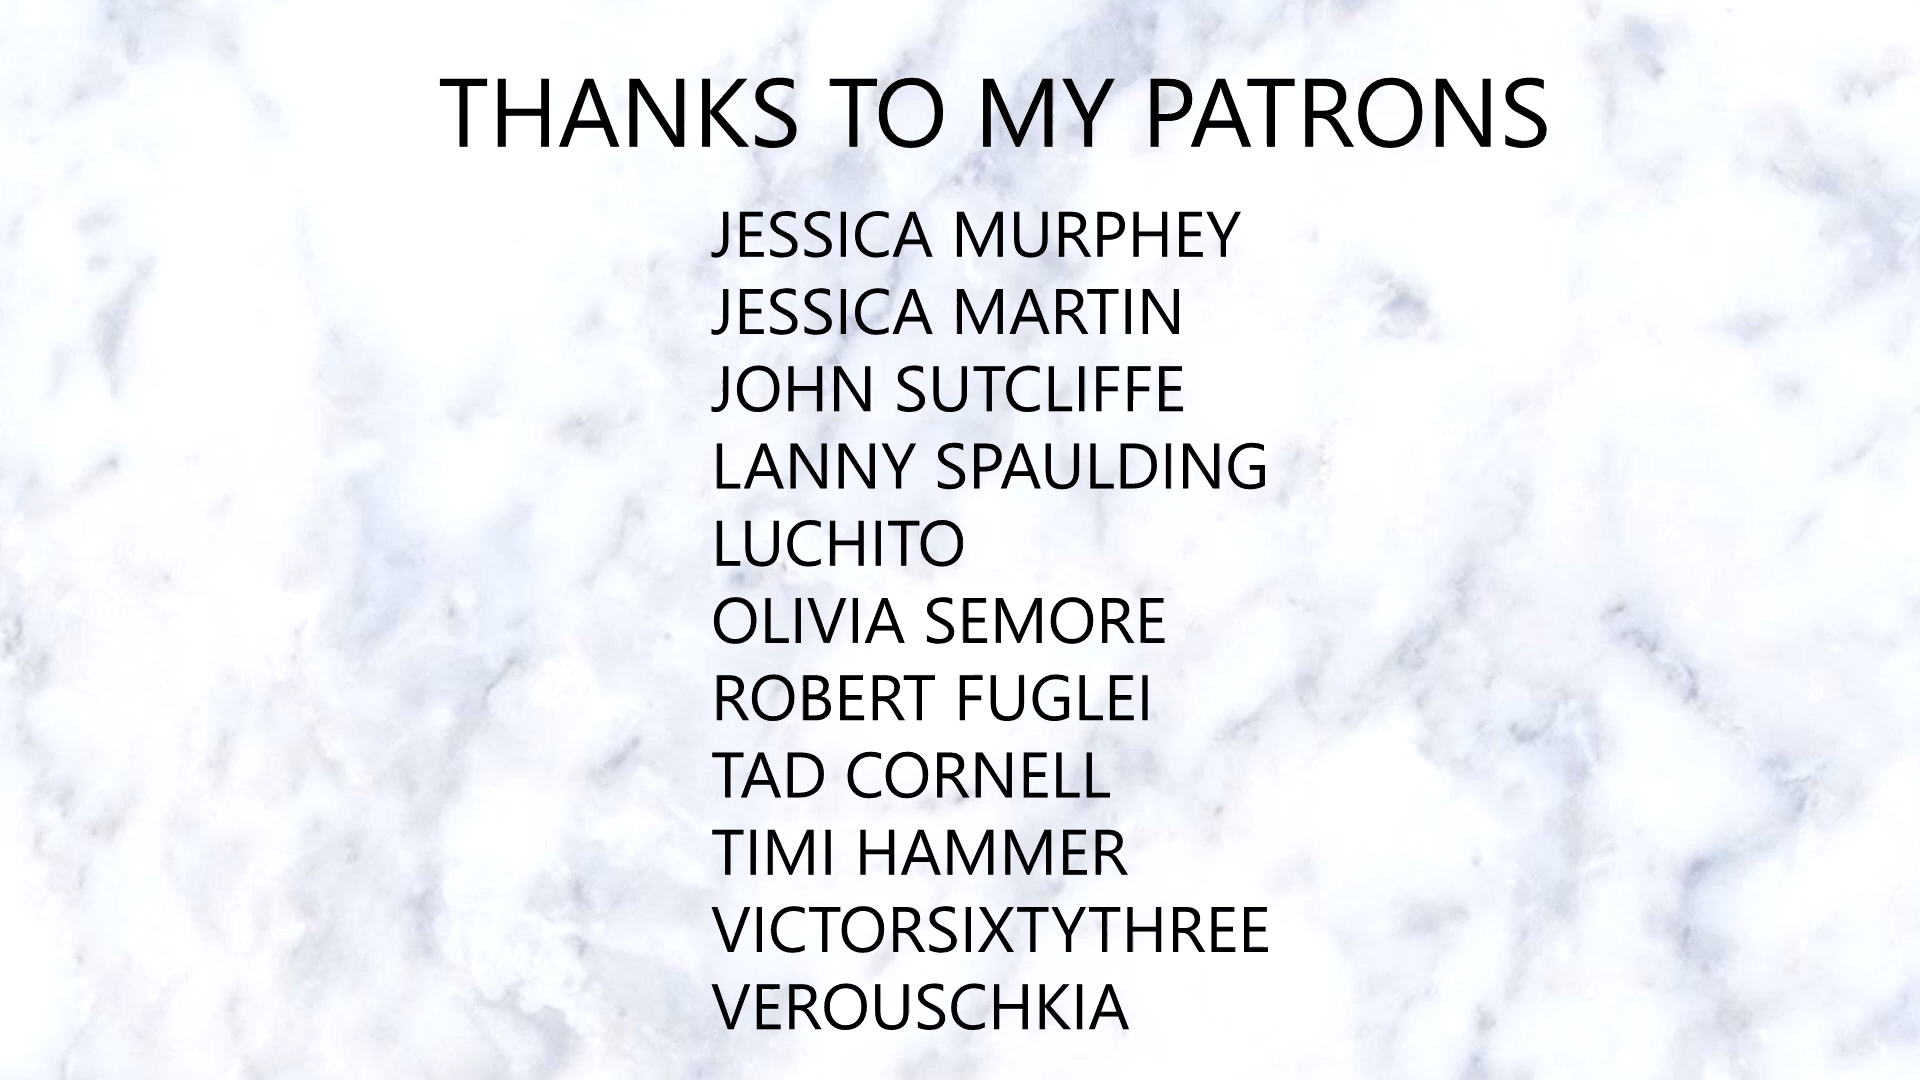 THANKS TO MY PATRONS
JESSICA MURPHEY
JESSICA MARTIN
JOHN SUTCLIFFE
LANNY SPAULDING
LUCHITO
OLIVIA SEMORE
ROBERT FUGLEI
TAD CORNELL
TIMI HAMMER
VICTORSIXTYTHREE
VEROUSCHKIA